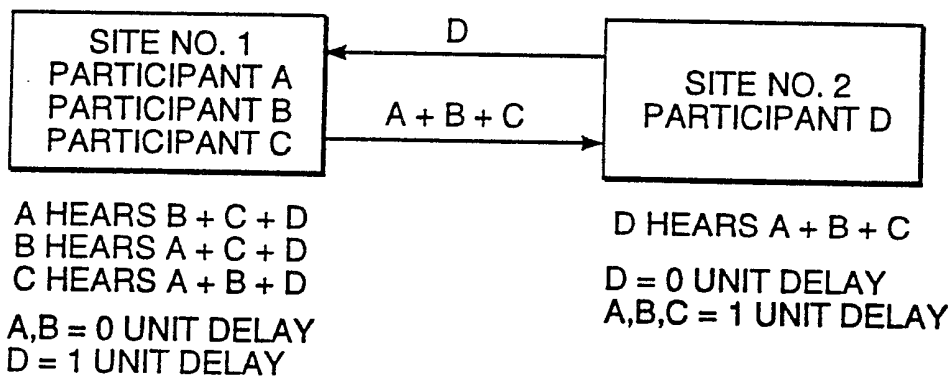 SITE NO. 1
PARTICIPANT A
PARTICIPANT B
PARTICIPANT C
D
A + B + C
SITE NO. 2
PARTICIPANT D
A HEARS B + C + D
B HEARS A + C + D
C HEARS A + B + D
A,B = 0 UNIT DELAY
D = 1 UNIT DELAY
D HEARS A + B + C
D = 0 UNIT DELAY
A,B,C = 1 UNIT DELAY